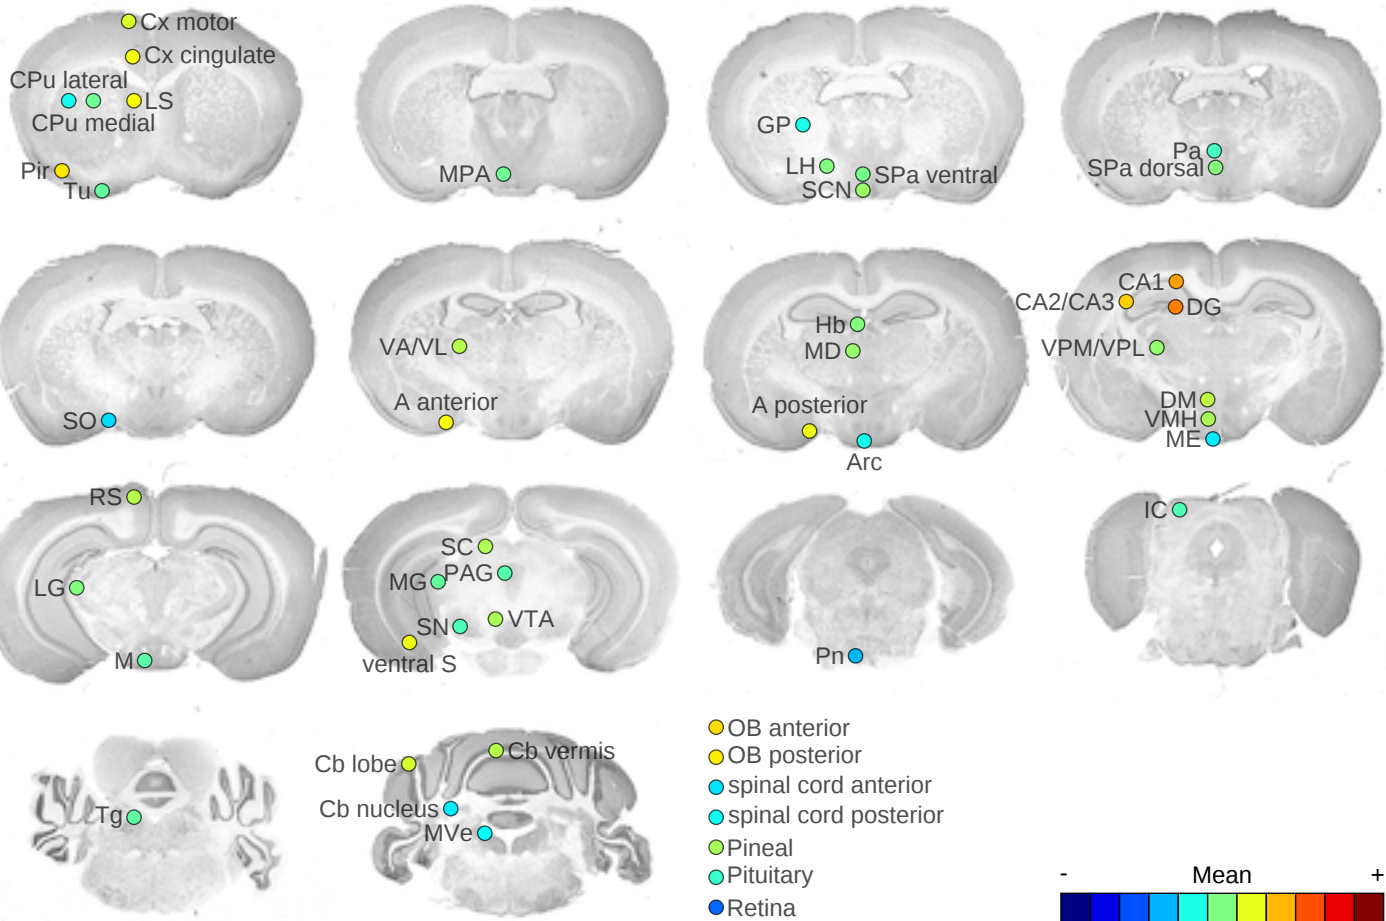 Cx motor
Cx cingulate
CPu lateral
LS
CPu medial
Pir
Tu
MPA
GP
LH
SPa ventral
SCN
Pa
SPa dorsal
SO
VA/VL
A anterior
Hb
MD
A posterior
Arc
CA1
CA2/CA3
DG
VPM/VPL
DM
VMH
ME
RS
LG
M
SC
PAG
MG
VTA
SN
ventral S
Pn
IC
Tg
Cb vermis
Cb lobe
Cb nucleus
MVe
OB anterior
OB posterior
spinal cord anterior
spinal cord posterior
Pineal
Pituitary
Retina
- Mean +